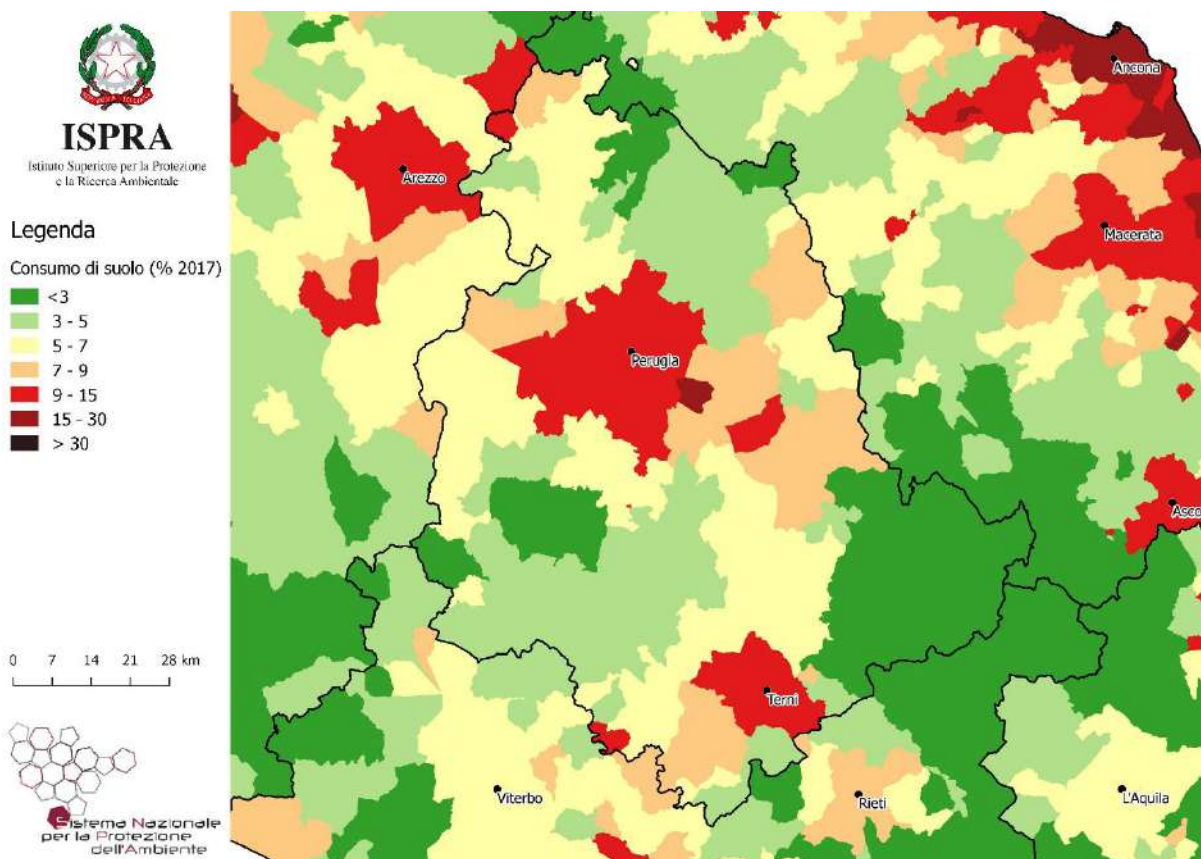 ISPRA
Istituto Superiore per la Protezione
e la Ricerca Ambientale
Legenda
Consumo di suolo (% 2017)
<3
3 - 5
5 - 7
7 - 9
9 - 15
15 - 30
> 30
0 7 14 21 28 km
Sistema Nazionale
per la Protezione
dell'Ambiente
Ancona
Arezzo
Macerata
Perugia
Asco
Terni
Viterbo
Rieti
L'Aquila